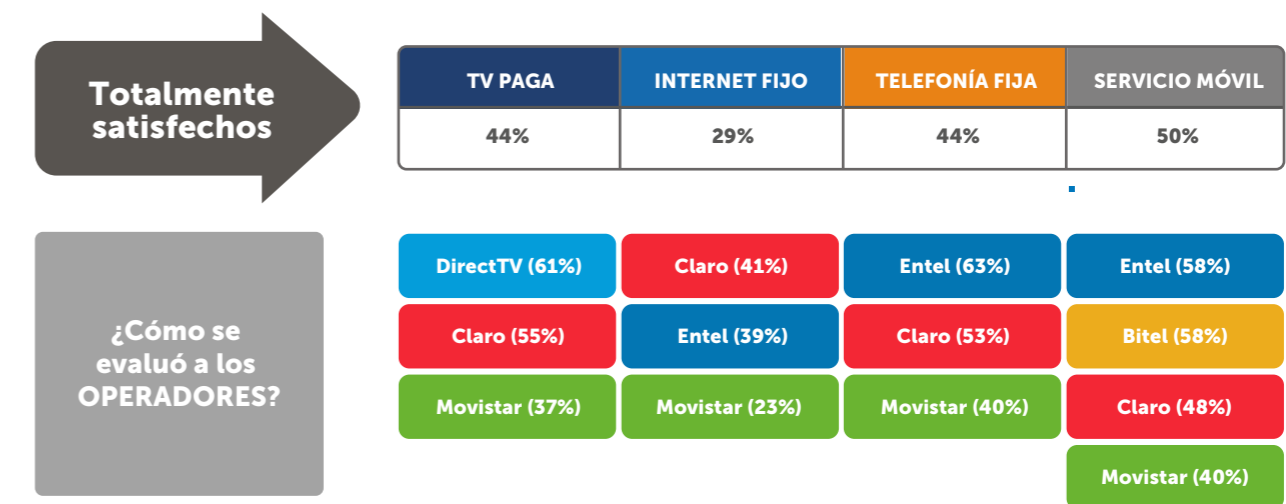 Totalmente
satisfechos
TV PAGA INTERNET FIJO TELEFONÍA FIJA SERVICIO MÓVIL
44% 29% 44% 50%
¿Cómo se
evaluó a los
OPERADORES?
DirectTV (61%) Claro (41%) Entel (63%) Entel (58%)
Claro (55%) Entel (39%) Claro (53%) Bitel (58%)
Movistar (37%) Movistar (23%) Movistar (40%) Claro (48%)
Movistar (40%)